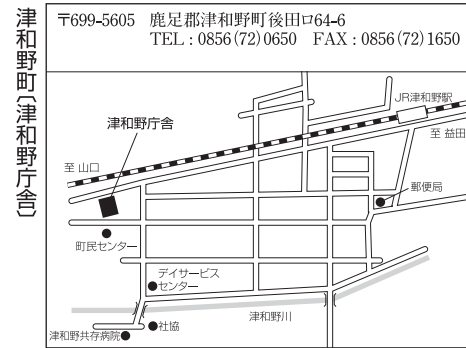 津和野町〔津和野庁舎〕
〒699-5605 鹿足郡津和野町後田ロ64-6
TEL : 0856(72)0650 FAX : 0856(72)1650
JR津和野駅
至 益田
津和野庁舎
至 山口
郵便局
町民センター
デイサービス
センター
津和野川
社協
津和野共存病院